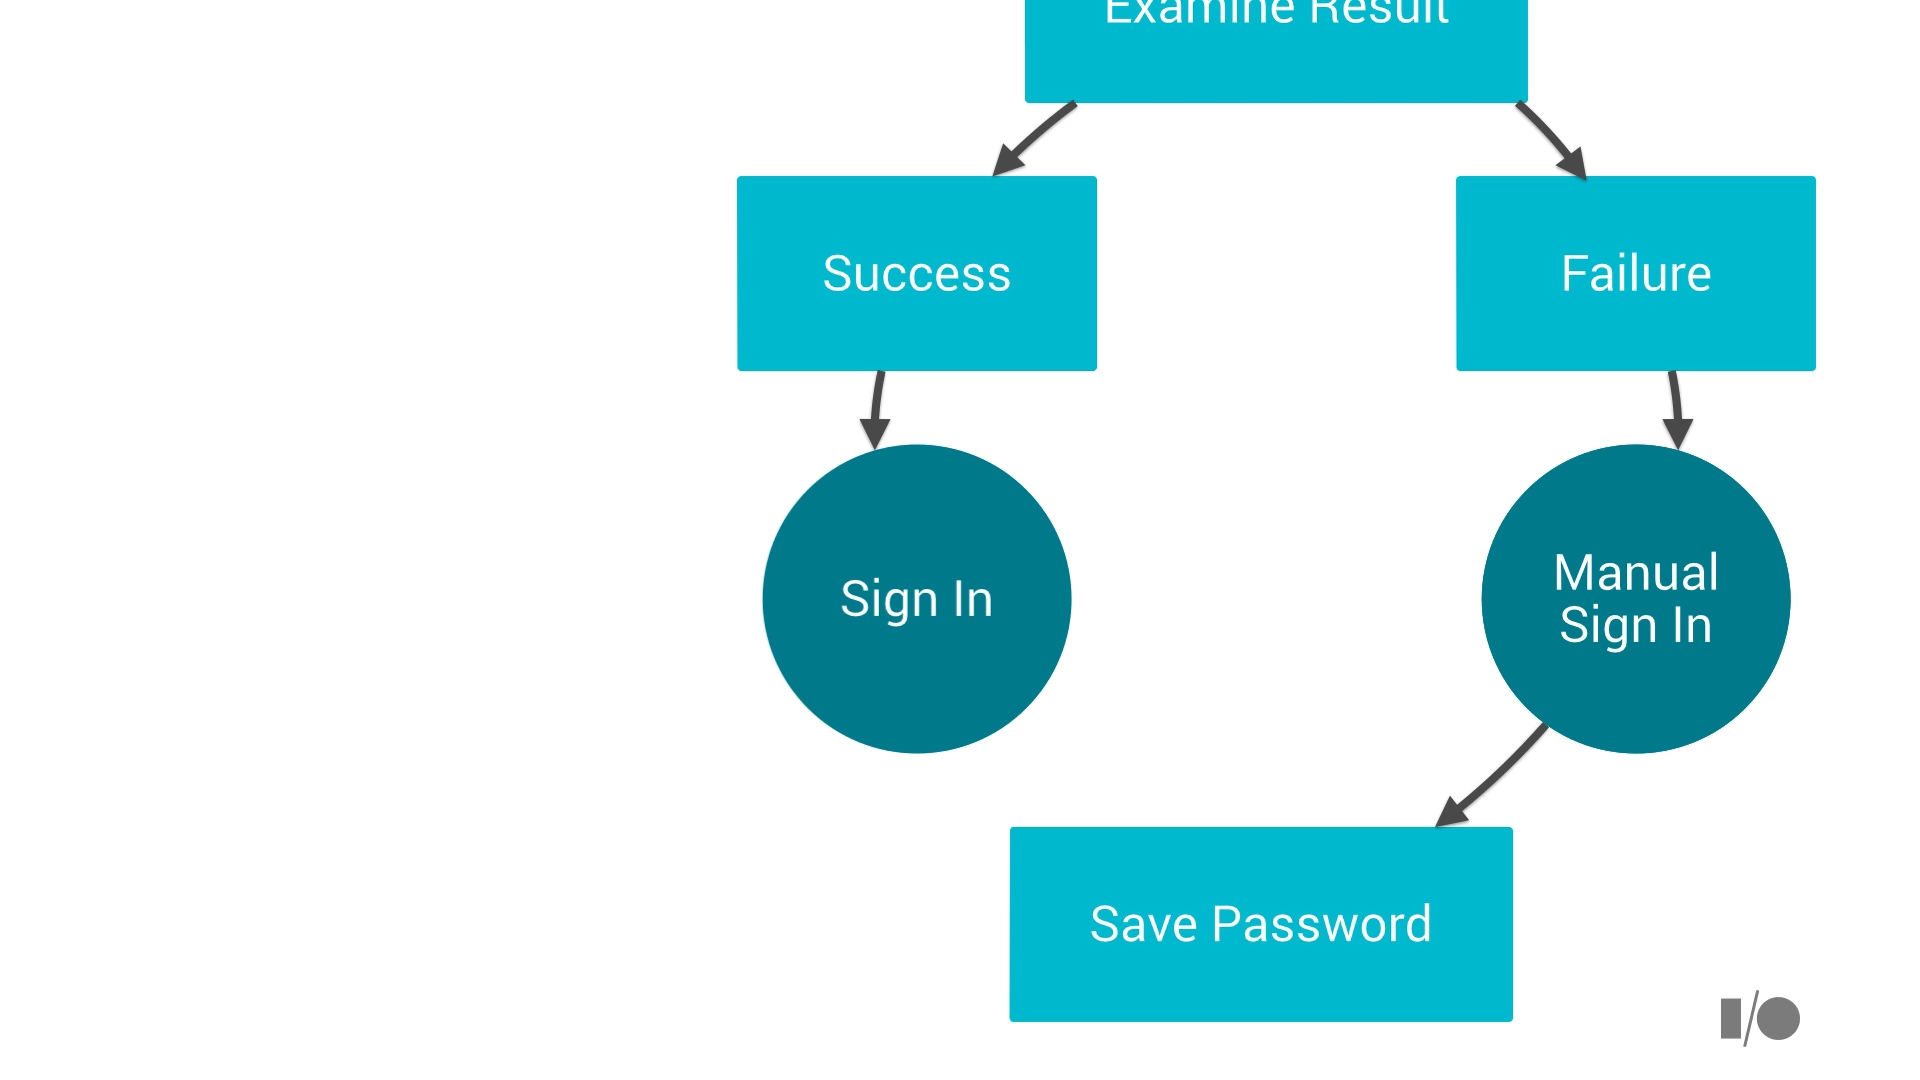 Examine Result
Success
Failure
Sign In
Manual
Sign In
Save Password
I/O